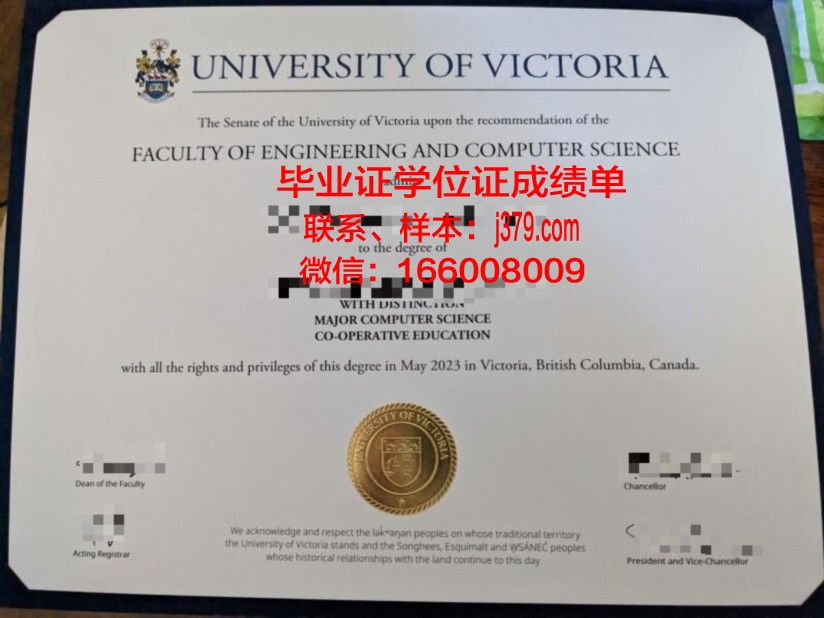 UNIVERSITY OF VICTORIA
The Senate of the University of Victoria upon the recommendation of the
FACULTY OF ENGINEERING AND COMPUTER SCIENCE
毕业证学位证成绩单
联系、样本：j379.com
to the degree of
微信：166008009
WITH DISTINCTION
MAJOR COMPUTER SCIENCE
CO-OPERATIVE EDUCATION
with all the rights and privileges of this degree in May 2023 in Victoria, British Columbia, Canada.
UNIVERSITY OF VICTORIA
Dean of the Faculty
Chancellor
Acting Registrar
We acknowledge and respect the lək̓ʷəŋən peoples on whose traditional territory
the University of Victoria stands and the Songhees, Esquimalt and W̱SÁNEĆ peoples
whose historical relationships with the land continue to this day.
President and Vice-Chancellor